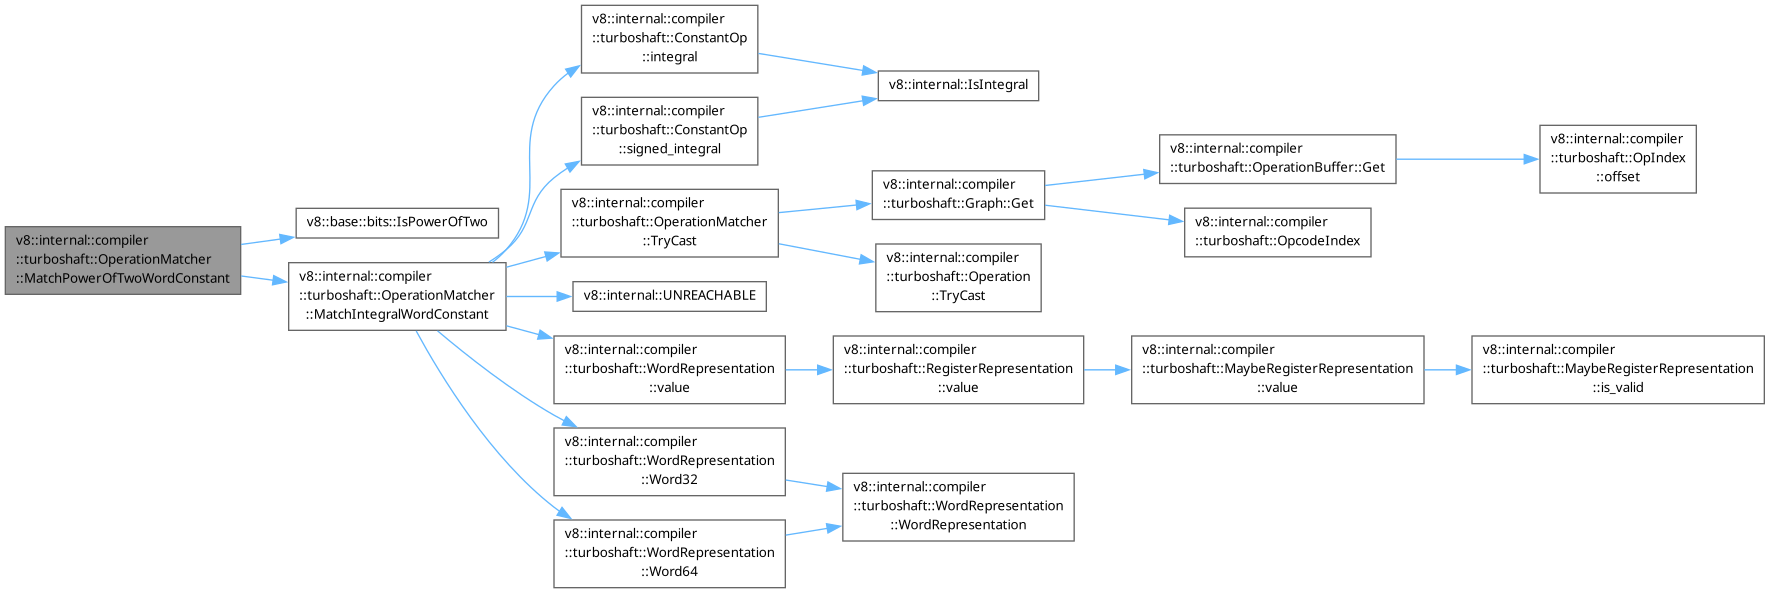 v8::internal::compiler
::turboshaft::OperationMatcher
::MatchPowerOfTwoWordConstant
v8::base::bits::IsPowerOfTwo
v8::internal::compiler
::turboshaft::OperationMatcher
::MatchIntegralWordConstant
v8::internal::compiler
::turboshaft::ConstantOp
::integral
v8::internal::compiler
::turboshaft::ConstantOp
::signed_integral
v8::internal::IsIntegral
v8::internal::compiler
::turboshaft::OperationMatcher
::TryCast
v8::internal::compiler
::turboshaft::Graph::Get
v8::internal::compiler
::turboshaft::OperationBuffer::Get
v8::internal::compiler
::turboshaft::OpIndex
::offset
v8::internal::compiler
::turboshaft::OpcodeIndex
v8::internal::compiler
::turboshaft::Operation
::TryCast
v8::internal::UNREACHABLE
v8::internal::compiler
::turboshaft::WordRepresentation
::value
v8::internal::compiler
::turboshaft::RegisterRepresentation
::value
v8::internal::compiler
::turboshaft::MaybeRegisterRepresentation
::value
v8::internal::compiler
::turboshaft::MaybeRegisterRepresentation
::is_valid
v8::internal::compiler
::turboshaft::WordRepresentation
::Word32
v8::internal::compiler
::turboshaft::WordRepresentation
::Word64
v8::internal::compiler
::turboshaft::WordRepresentation
::WordRepresentation